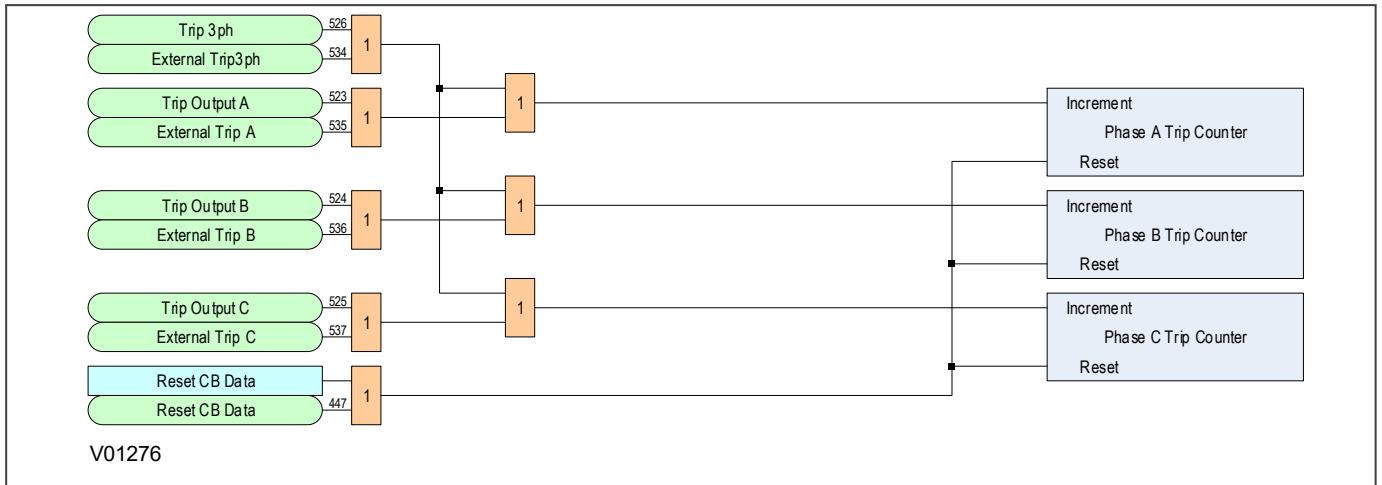 Trip 3ph
526
1
External Trip3ph
534
Trip Output A
523
1
External Trip A
535
1
Increment
Phase A Trip Counter
Reset
Trip Output B
524
1
External Trip B
536
1
Increment
Phase B Trip Counter
Reset
Trip Output C
525
1
External Trip C
537
1
Increment
Phase C Trip Counter
Reset
Reset CB Data
1
Reset CB Data
447
V01276